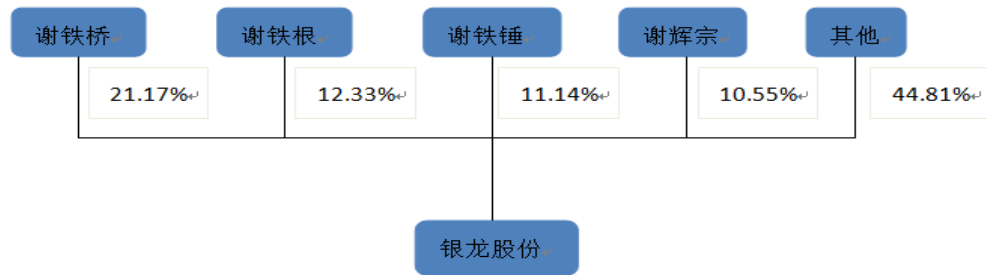 谢铁桥
谢铁根
谢铁锤
谢辉宗
其他
21.17%
12.33%
11.14%
10.55%
44.81%
银龙股份